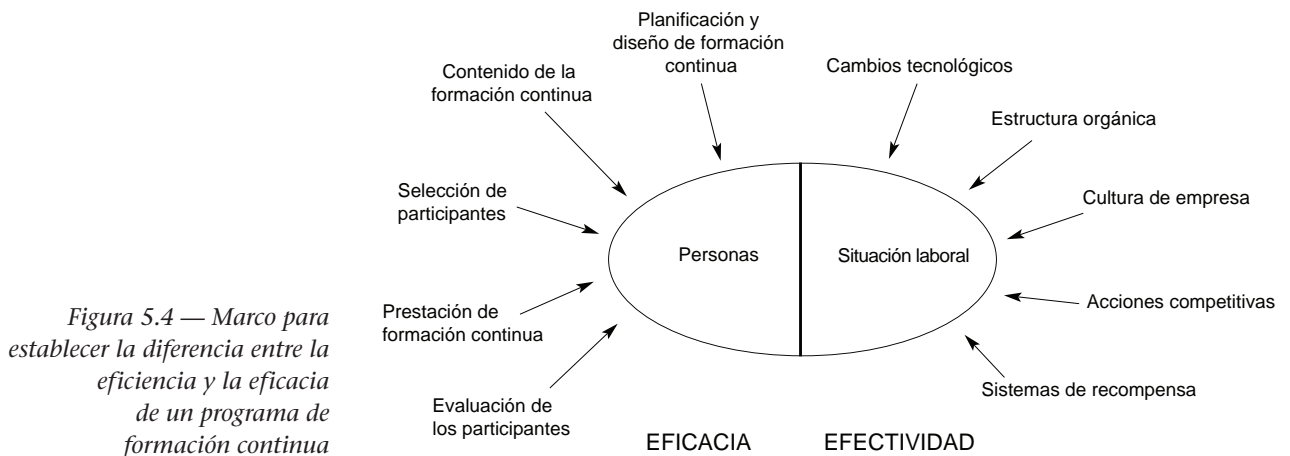 Planificación y
diseño de formación
continua
Contenido de la
formación continua
Selección de
participantes
Prestación de
formación continua
Evaluación de
los participantes
Cambios tecnológicos
Estructura orgánica
Cultura de empresa
Acciones competitivas
Sistemas de recompensa
Personas
Situación laboral
EFICACIA
EFECTIVIDAD
Figura 5.4 — Marco para
establecer la diferencia entre la
eficiencia y la eficacia
de un programa de
formación continua